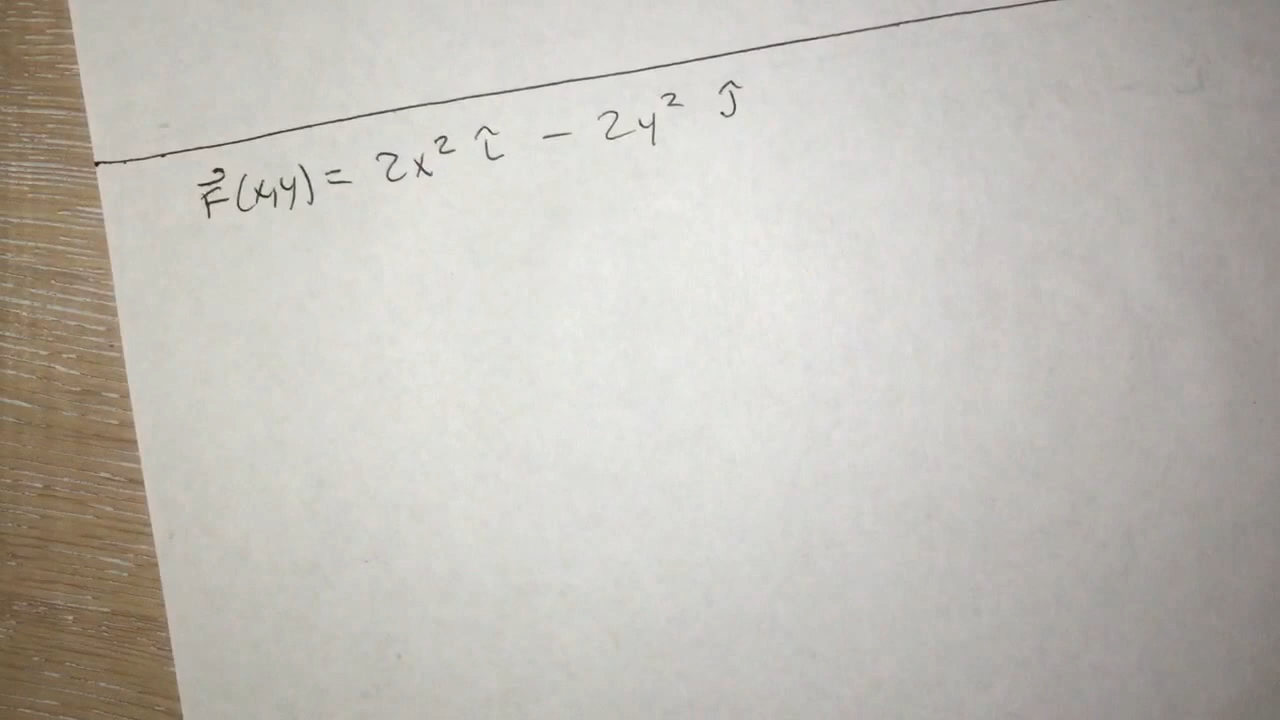 F⃗(x,y) = 2x² î − 2y² ĵ